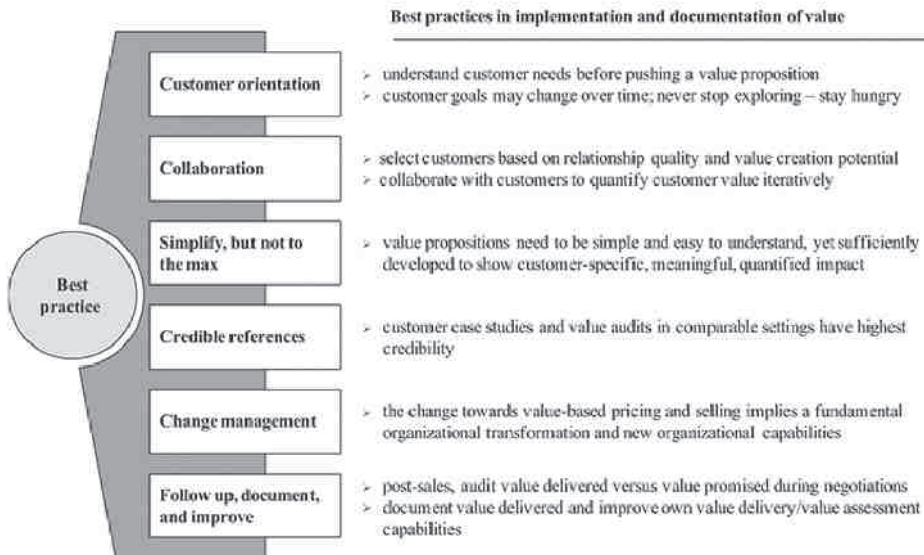 Best practices in implementation and documentation of value
Customer orientation
➢ understand customer needs before pushing a value proposition
➢ customer goals may change over time; never stop exploring – stay hungry
Collaboration
➢ select customers based on relationship quality and value creation potential
➢ collaborate with customers to quantify customer value iteratively
Simplify, but not to
the max
➢ value propositions need to be simple and easy to understand, yet sufficiently
developed to show customer-specific, meaningful, quantified impact
Best
practice
Credible references
➢ customer case studies and value audits in comparable settings have highest
credibility
Change management
➢ the change towards value-based pricing and selling implies a fundamental
organizational transformation and new organizational capabilities
Follow up, document,
and improve
➢ post-sales, audit value delivered versus value promised during negotiations
➢ document value delivered and improve own value delivery/value assessment
capabilities